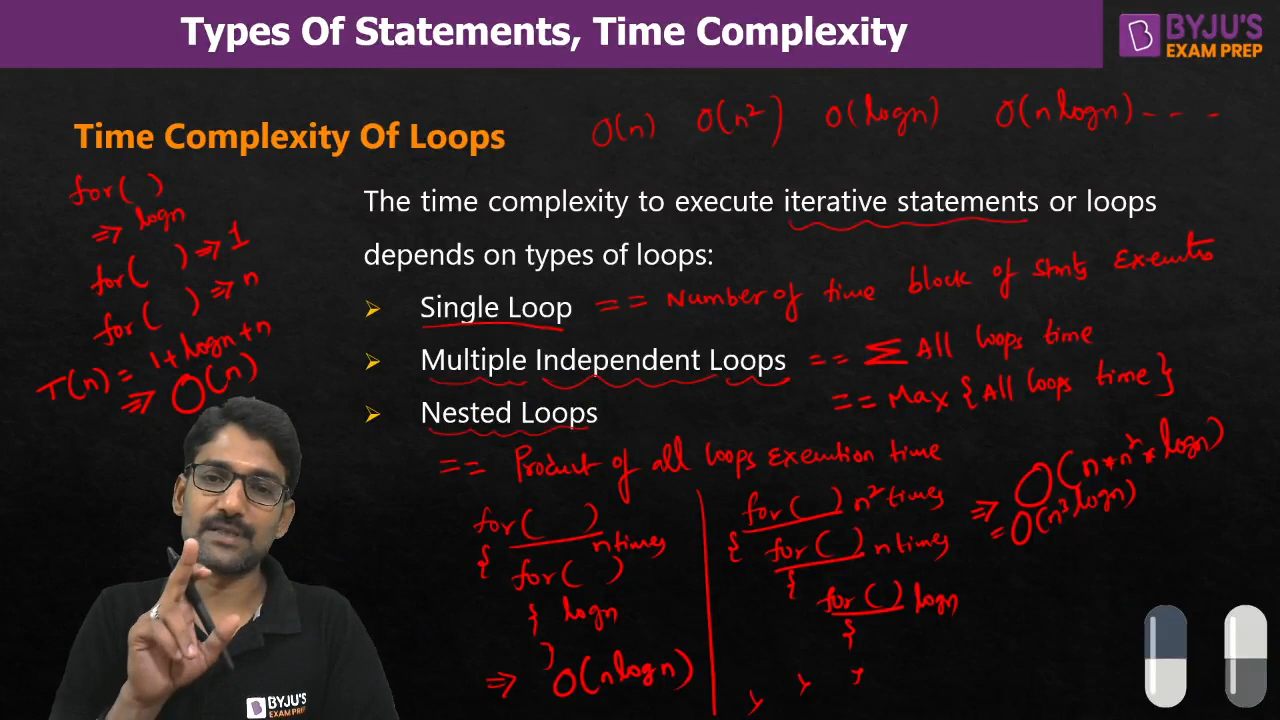 Types Of Statements, Time Complexity
BYJU'S
EXAM PREP
Time Complexity Of Loops
O(n) O(n²) O(logn) O(nlogn) - - - -
for( )
⇒ logn
for( ) ⇒ 1
for( ) ⇒ n
T(n) = 1+logn+n
⇒ O(n)
The time complexity to execute iterative statements or loops
depends on types of loops:
➢ Single Loop == Number of time block of stmts Executio
➢ Multiple Independent Loops == Σ All loops time
== Max {All loops time}
➢ Nested Loops
== Product of all loops execution time
for( )
{ n times
for( )
{ logn
}
⇒ O(nlogn)
for( ) n² times
{ for( ) n times
{
for( ) logn
{
} } }
⇒ O(n*n²*logn)
= O(n³logn)
BYJU'S
EXAM PREP